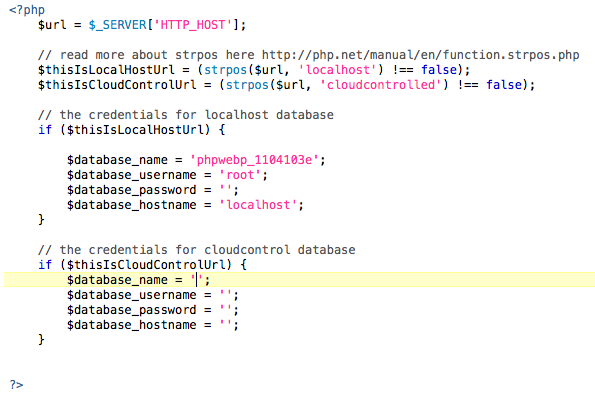 <?php
    $url = $_SERVER['HTTP_HOST'];

    // read more about strpos here http://php.net/manual/en/function.strpos.php
    $thisIsLocalHostUrl = (strpos($url, 'localhost') !== false);
    $thisIsCloudControlUrl = (strpos($url, 'cloudcontrolled') !== false);

    // the credentials for localhost database
    if ($thisIsLocalHostUrl) {

        $database_name = 'phpwebp_1104103e';
        $database_username = 'root';
        $database_password = '';
        $database_hostname = 'localhost';
    }

    // the credentials for cloudcontrol database
    if ($thisIsCloudControlUrl) {
        $database_name = '';
        $database_username = '';
        $database_password = '';
        $database_hostname = '';
    }


?>